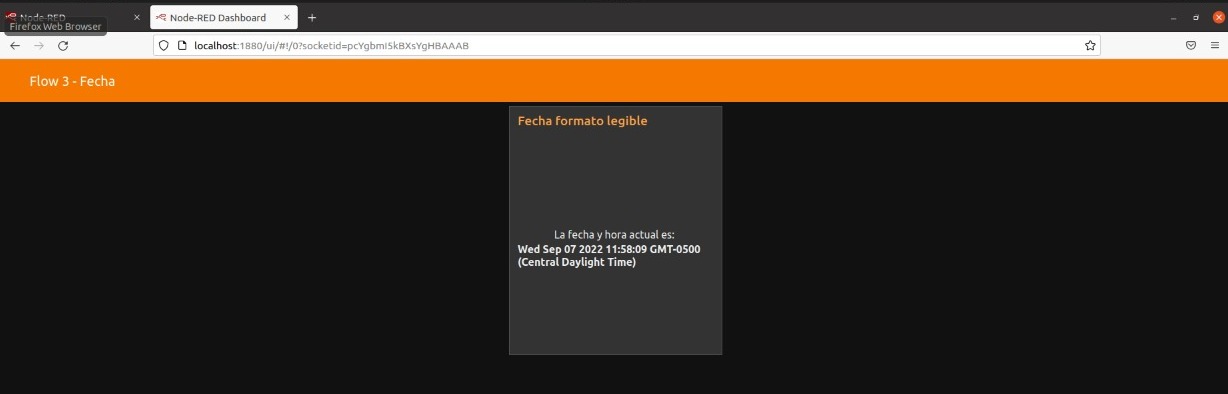 Node-RED
Node-RED Dashboard
Firefox Web Browser
localhost:1880/ui/#!/0?socketid=pcYgbmI5kBXsYgHBAAAB
Flow 3 - Fecha
Fecha formato legible
La fecha y hora actual es:
Wed Sep 07 2022 11:58:09 GMT-0500
(Central Daylight Time)